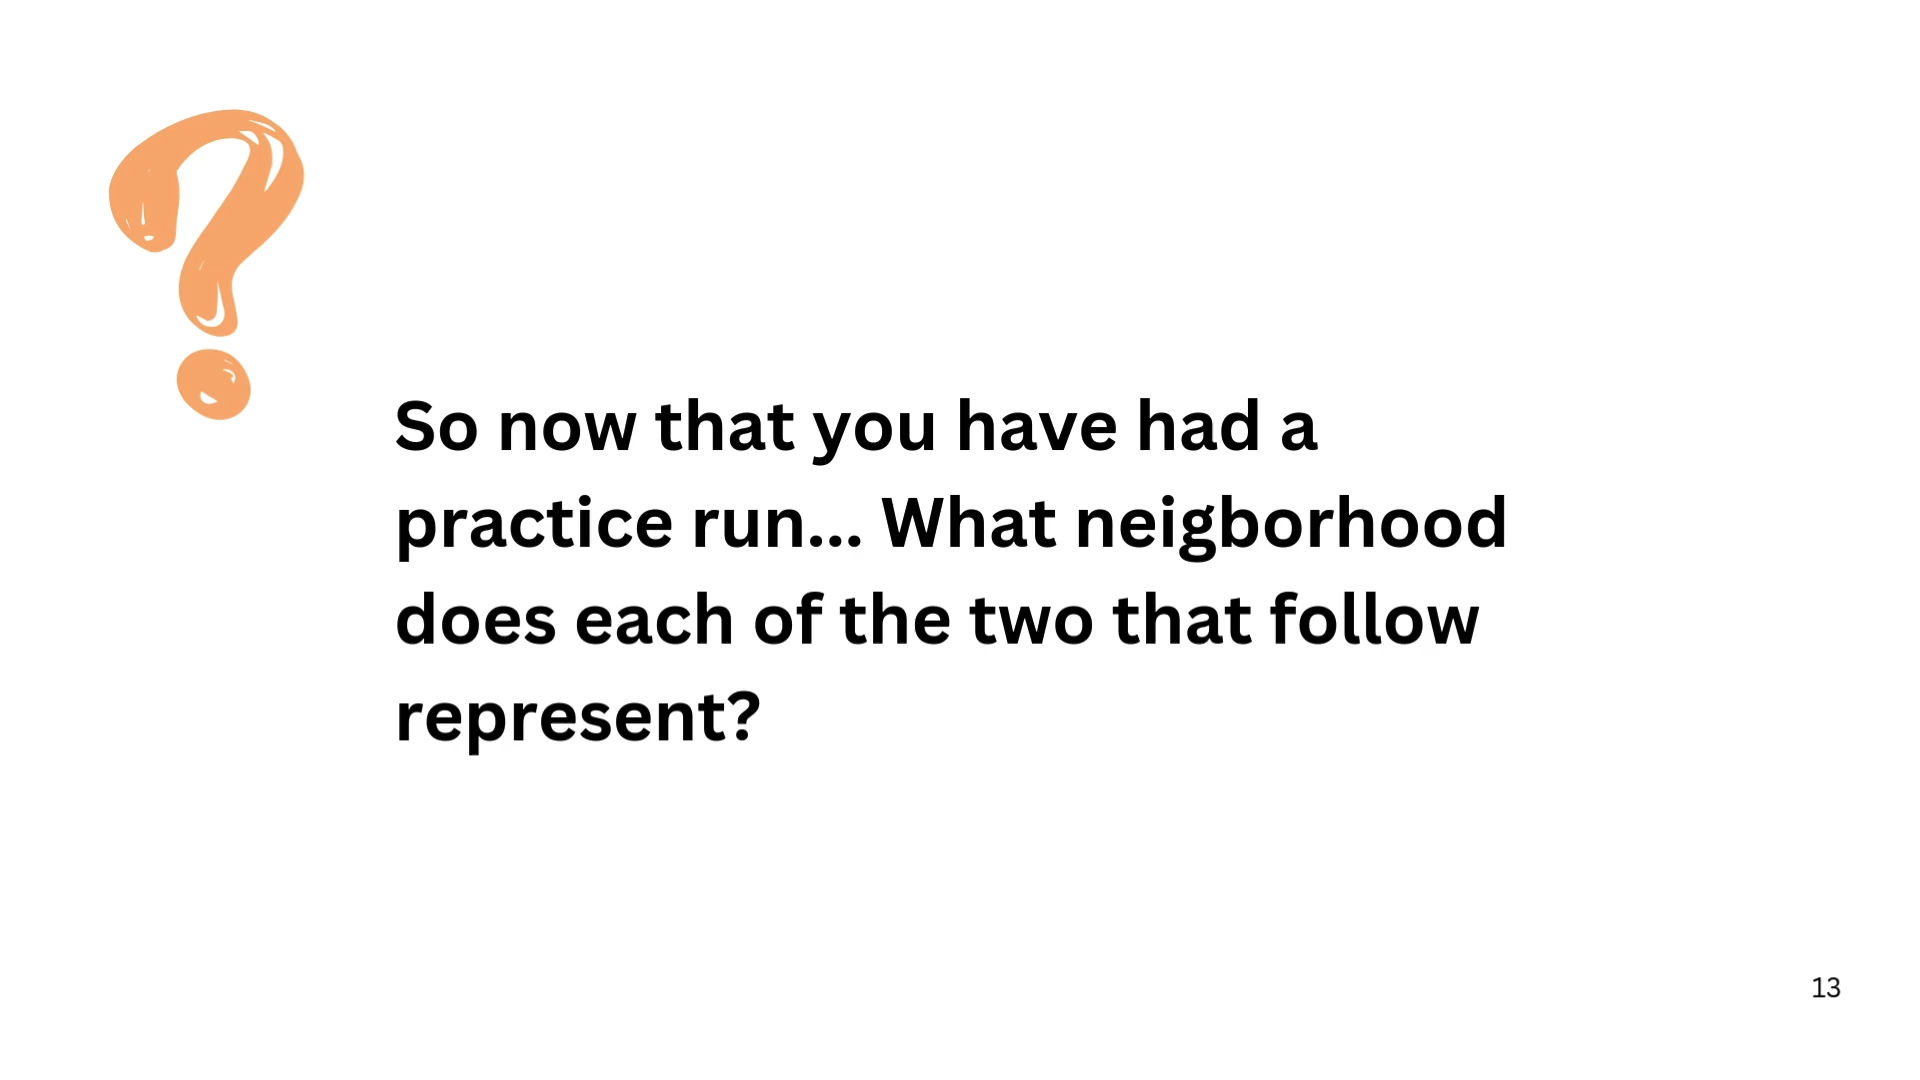 So now that you have had a
practice run... What neigborhood
does each of the two that follow
represent?
13